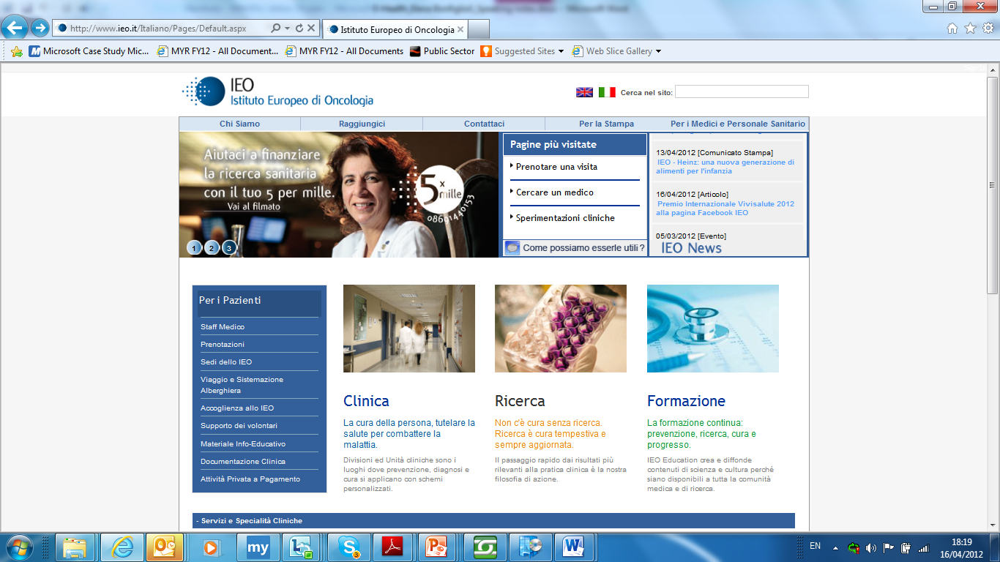 http://www.ieo.it/Italiano/Pages/Default.aspx
Istituto Europeo di Oncologia
Microsoft Case Study Mic...
MYR FY12 - All Document...
MYR FY12 - All Documents
Public Sector
Suggested Sites
Web Slice Gallery
IEO
Istituto Europeo di Oncologia
Cerca nel sito:
Chi Siamo
Raggiungici
Contattaci
Per la Stampa
Per i Medici e Personale Sanitario
Aiutaci a finanziare
la ricerca sanitaria
con il tuo 5 per mille.
Vai al filmato
5 x
mille
08691440153
1 2 3
Pagine più visitate
Prenotare una visita
Cercare un medico
Sperimentazioni cliniche
Come possiamo esserle utili ?
13/04/2012 [Comunicato Stampa]
IEO - Heinz: una nuova generazione di
alimenti per l'infanzia
16/04/2012 [Articolo]
Premio Internazionale Vivisalute 2012
alla pagina Facebook IEO
05/03/2012 [Evento]
IEO News
Per i Pazienti
Staff Medico
Prenotazioni
Sedi dello IEO
Viaggio e Sistemazione
Alberghiera
Accoglienza allo IEO
Supporto dei volontari
Materiale Info-Educativo
Documentazione Clinica
Attività Privata a Pagamento
Clinica
La cura della persona, tutelare la
salute per combattere la
malattia.
Divisioni ed Unità cliniche sono i
luoghi dove prevenzione, diagnosi e
cura si applicano con schemi
personalizzati.
Ricerca
Non c'è cura senza ricerca.
Ricerca è cura tempestiva e
sempre aggiornata.
Il passaggio rapido dai risultati più
rilevanti alla pratica clinica è la nostra
filosofia di azione.
Formazione
La formazione continua:
prevenzione, ricerca, cura e
progresso.
IEO Education crea e diffonde
contenuti di scienza e cultura perché
siano disponibili a tutta la comunità
medica e di ricerca.
- Servizi e Specialità Cliniche
my
3
EN
18:19
16/04/2012